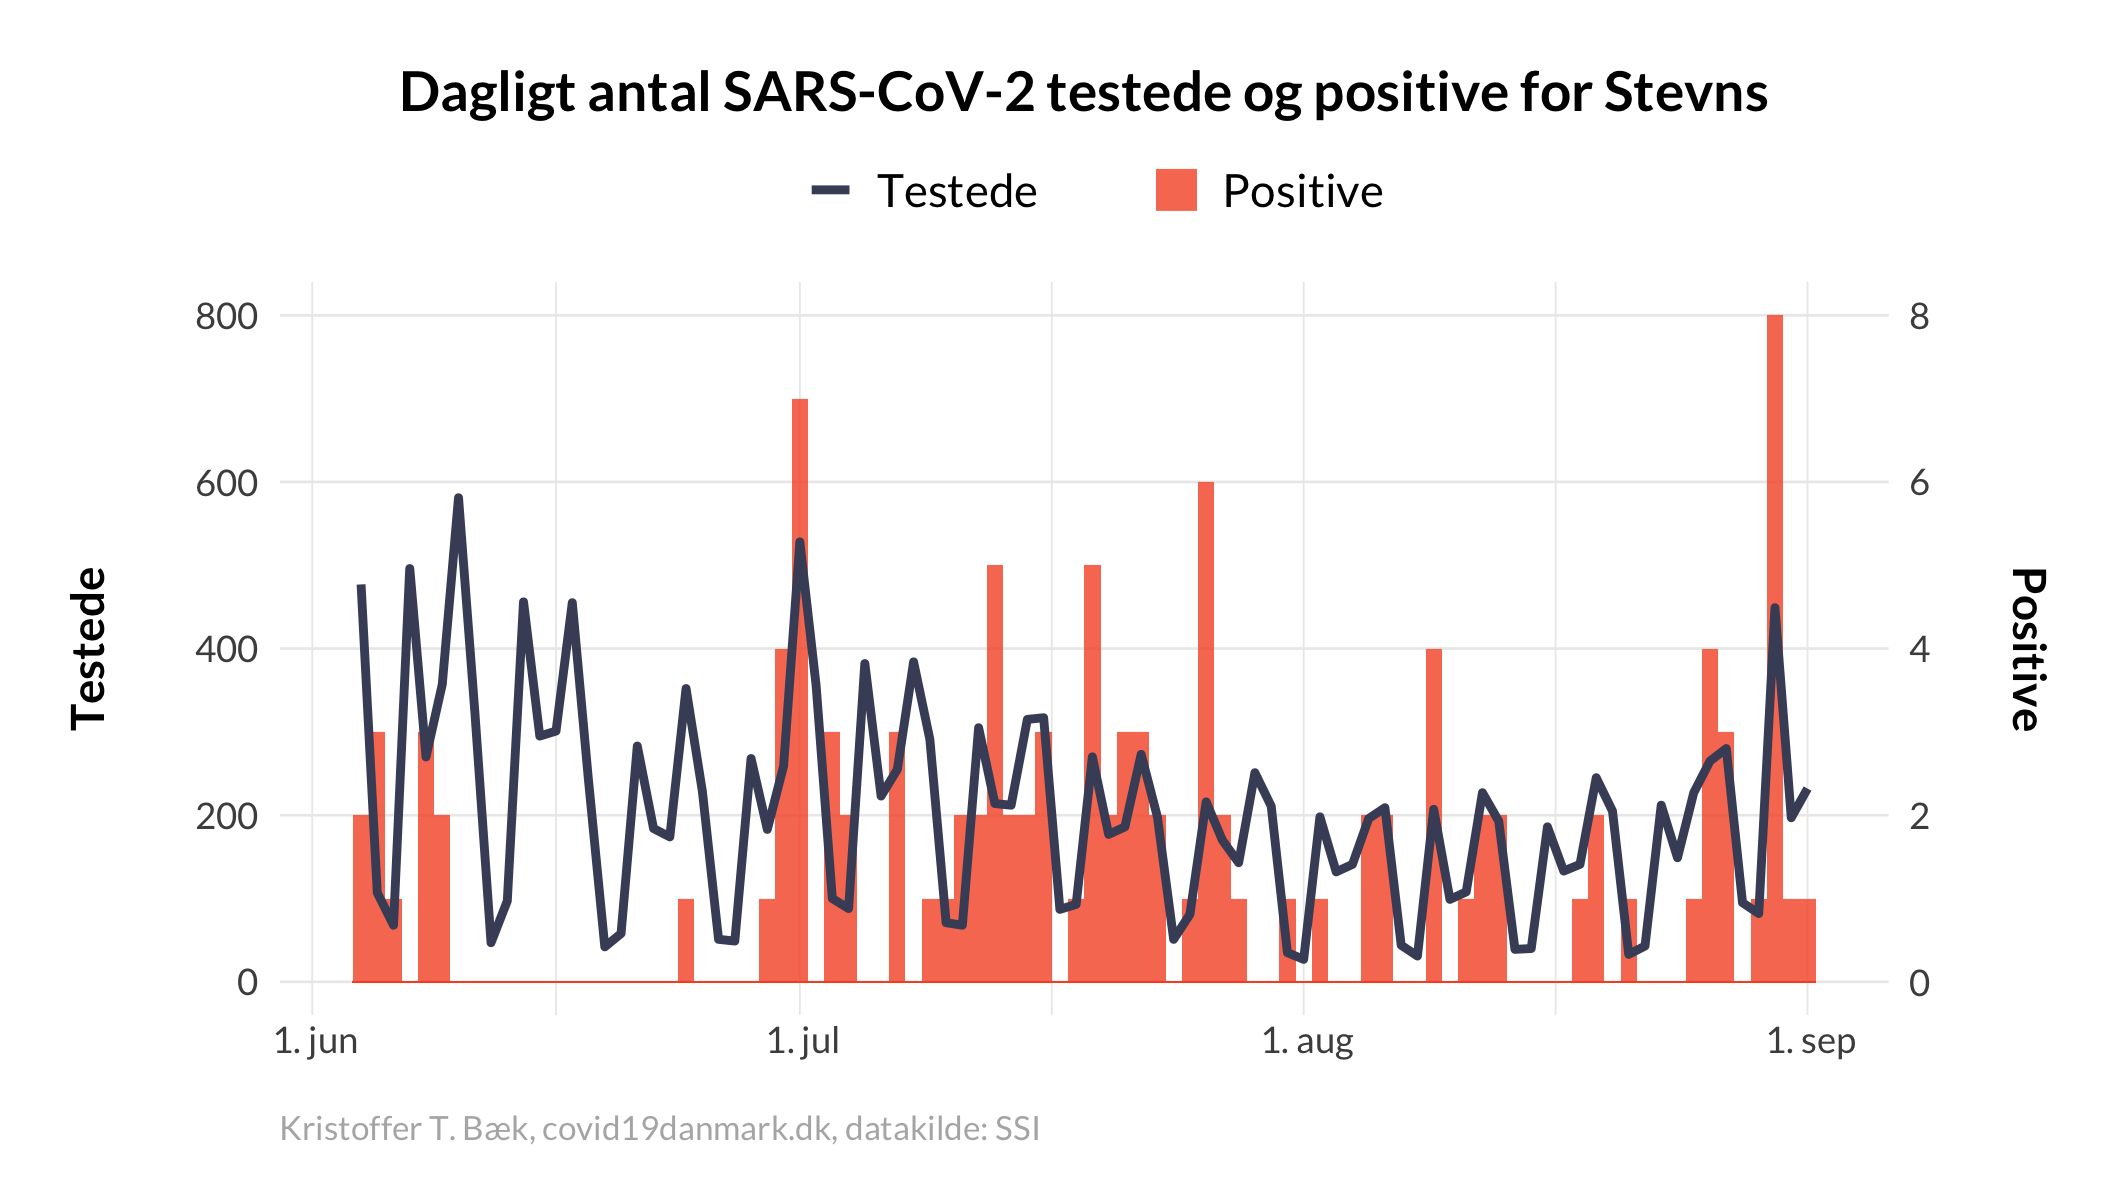 Dagligt antal SARS-CoV-2 testede og positive for Stevns
Testede
Positive
800
600
400
200
0
8
6
4
2
0
Testede
Positive
1. jun
1. jul
1. aug
1. sep
Kristoffer T. Bæk, covid19danmark.dk, datakilde: SSI